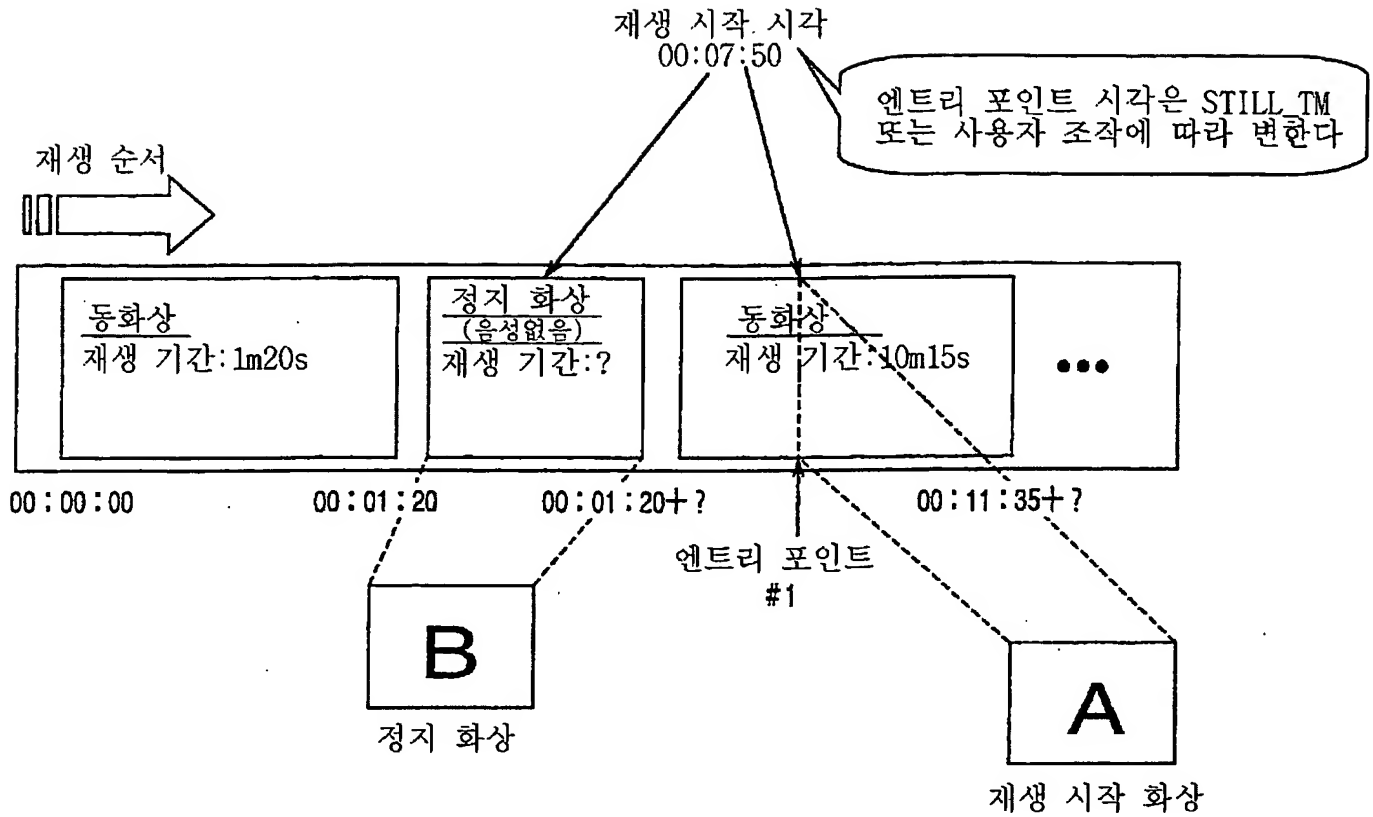 재생 시작 시각
00:07:50
엔트리 포인트 시각은 STILL_TM
또는 사용자 조작에 따라 변한다
재생 순서
동화상
재생 기간:1m20s
정지 화상
(음성없음)
재생 기간:?
동화상
재생 기간:10m15s
•••
00:00:00
00:01:20
00:01:20+?
00:11:35+?
엔트리 포인트
#1
B
정지 화상
A
재생 시작 화상